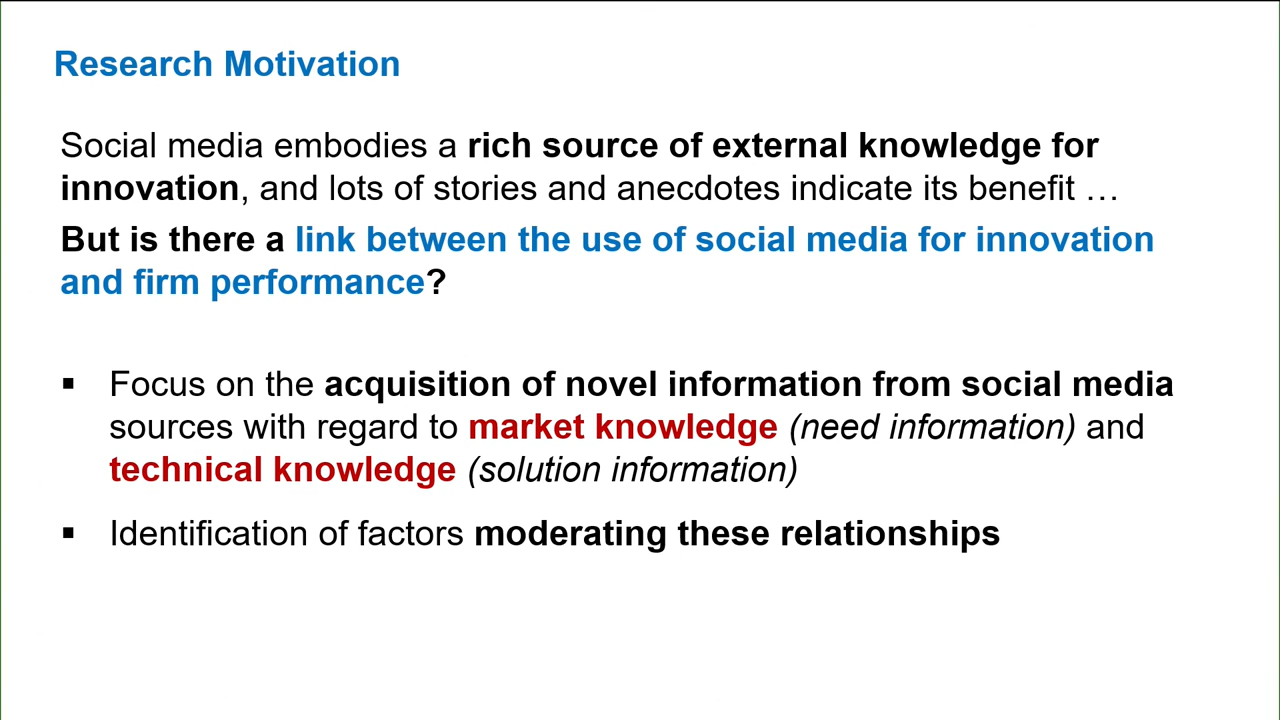 Research Motivation
Social media embodies a rich source of external knowledge for
innovation, and lots of stories and anecdotes indicate its benefit …
But is there a link between the use of social media for innovation
and firm performance?
▪ Focus on the acquisition of novel information from social media
sources with regard to market knowledge (need information) and
technical knowledge (solution information)
▪ Identification of factors moderating these relationships